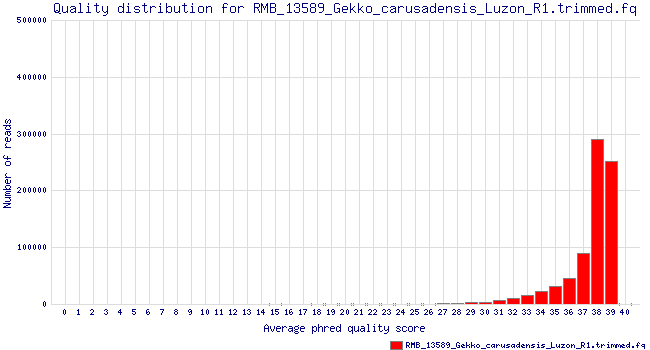 Quality distribution for RMB_13589_Gekko_carusadensis_Luzon_R1.trimmed.fq
500000
400000
300000
200000
100000
0
Number of reads
0 1 2 3 4 5 6 7 8 9 10 11 12 13 14 15 16 17 18 19 20 21 22 23 24 25 26 27 28 29 30 31 32 33 34 35 36 37 38 39 40
Average phred quality score
RMB_13589_Gekko_carusadensis_Luzon_R1.trimmed.fq